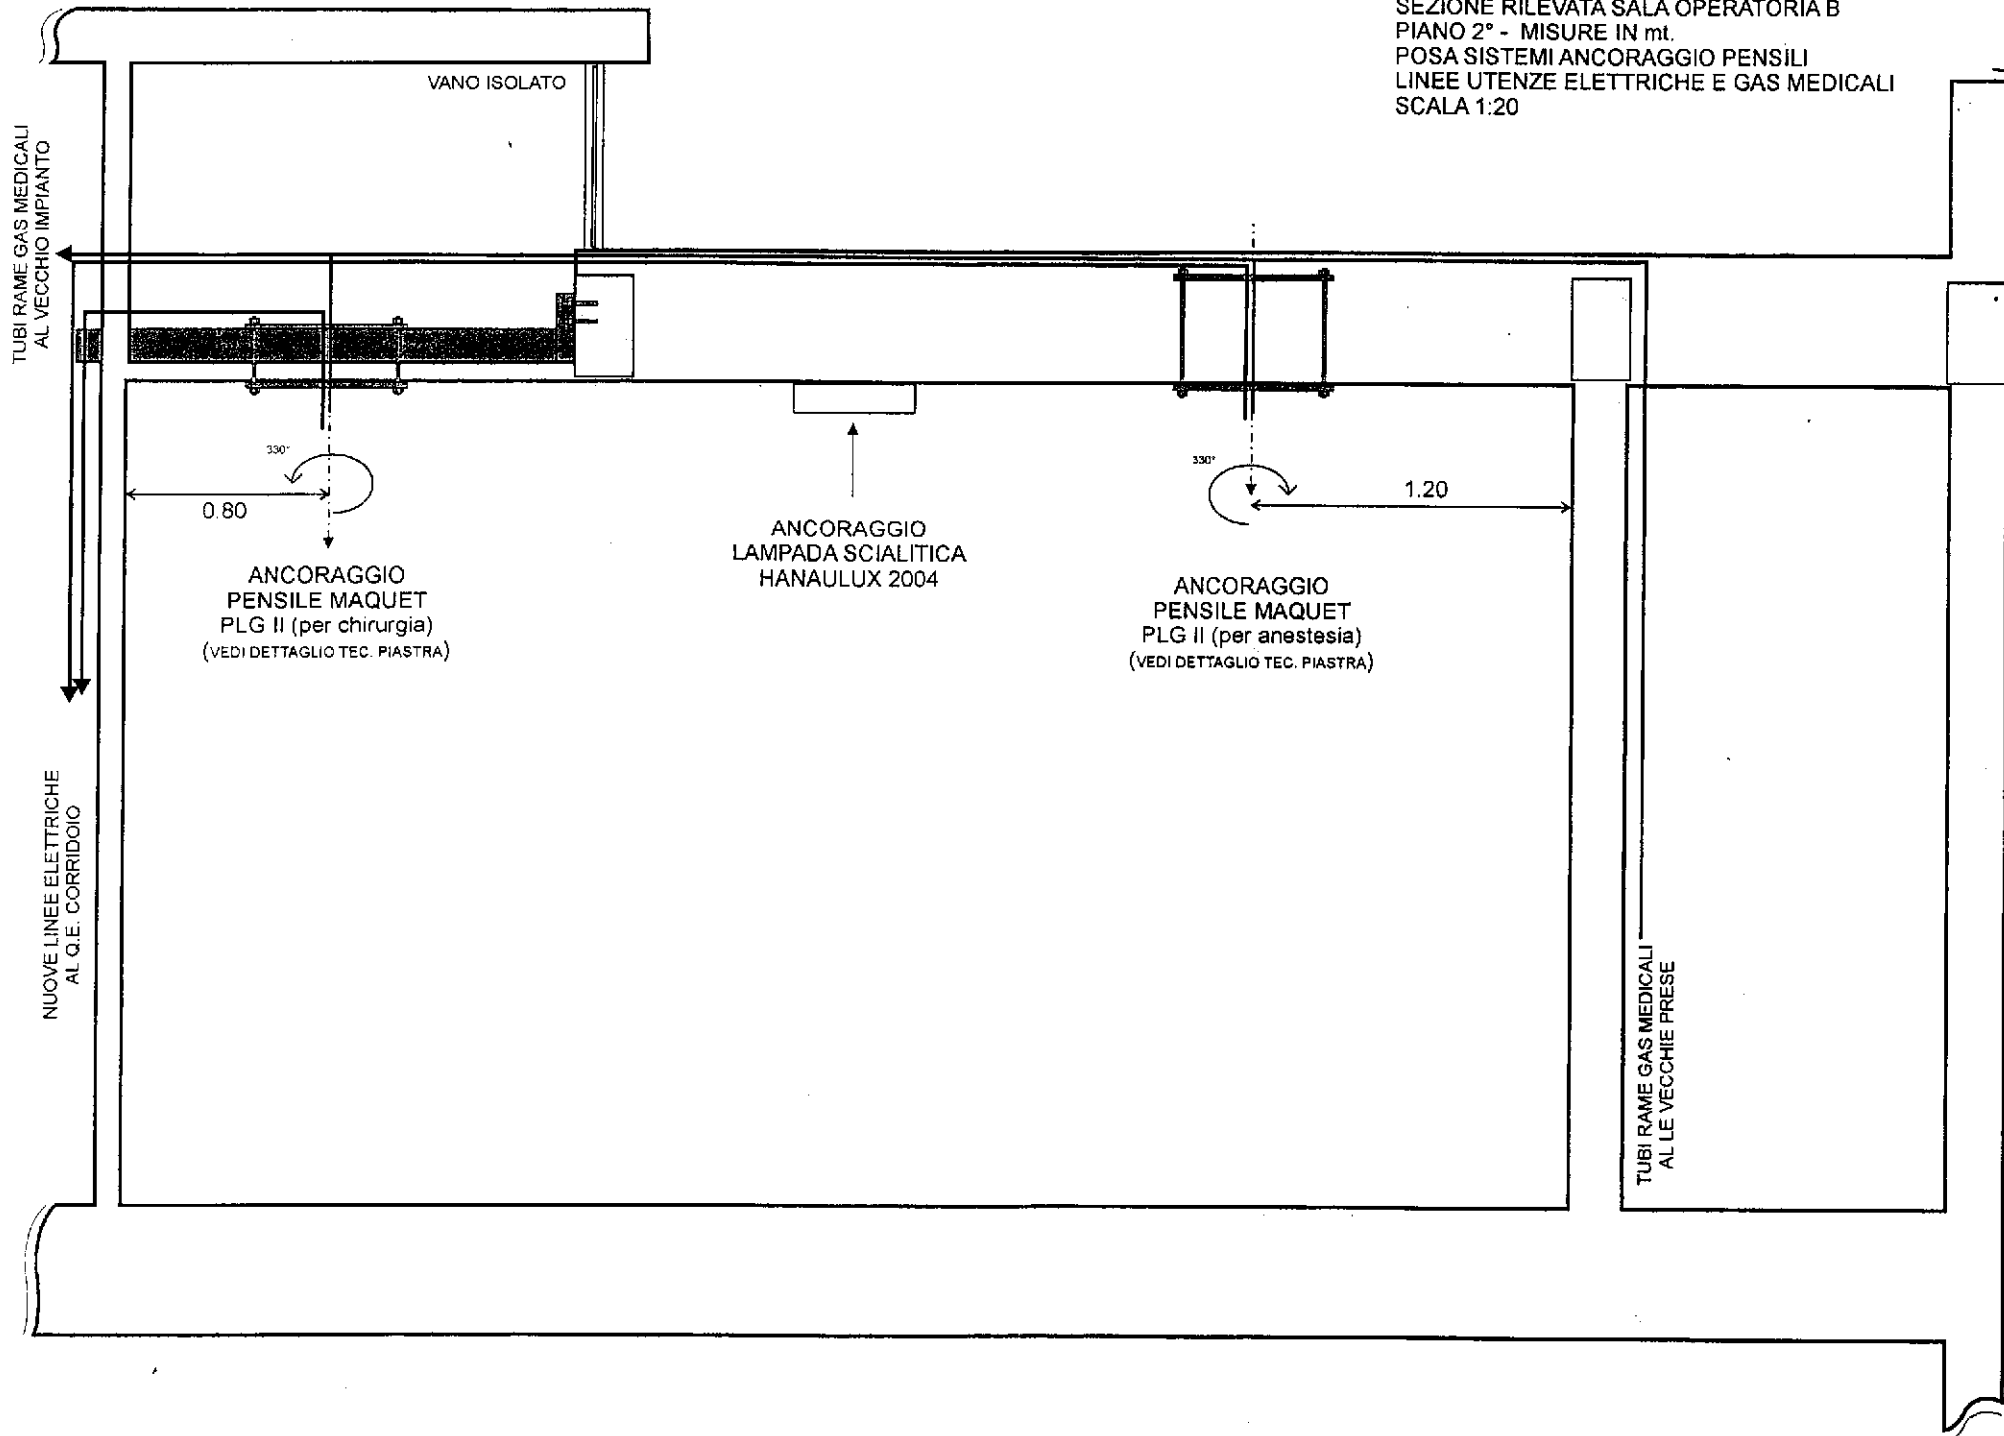 SEZIONE RILEVATA SALA OPERATORIA B
PIANO 2° - MISURE IN mt.
POSA SISTEMI ANCORAGGIO PENSILI
LINEE UTENZE ELETTRICHE E GAS MEDICALI
SCALA 1:20
VANO ISOLATO
TUBI RAME GAS MEDICALI
AL VECCHIO IMPIANTO
330°
0.80
ANCORAGGIO
PENSILE MAQUET
PLG II (per chirurgia)
(VEDI DETTAGLIO TEC. PIASTRA)
ANCORAGGIO
LAMPADA SCIALITICA
HANAULUX 2004
330°
1.20
ANCORAGGIO
PENSILE MAQUET
PLG II (per anestesia)
(VEDI DETTAGLIO TEC. PIASTRA)
NUOVE LINEE ELETTRICHE
AL Q.E. CORRIDOIO
TUBI RAME GAS MEDICALI
ALLE VECCHIE PRESE